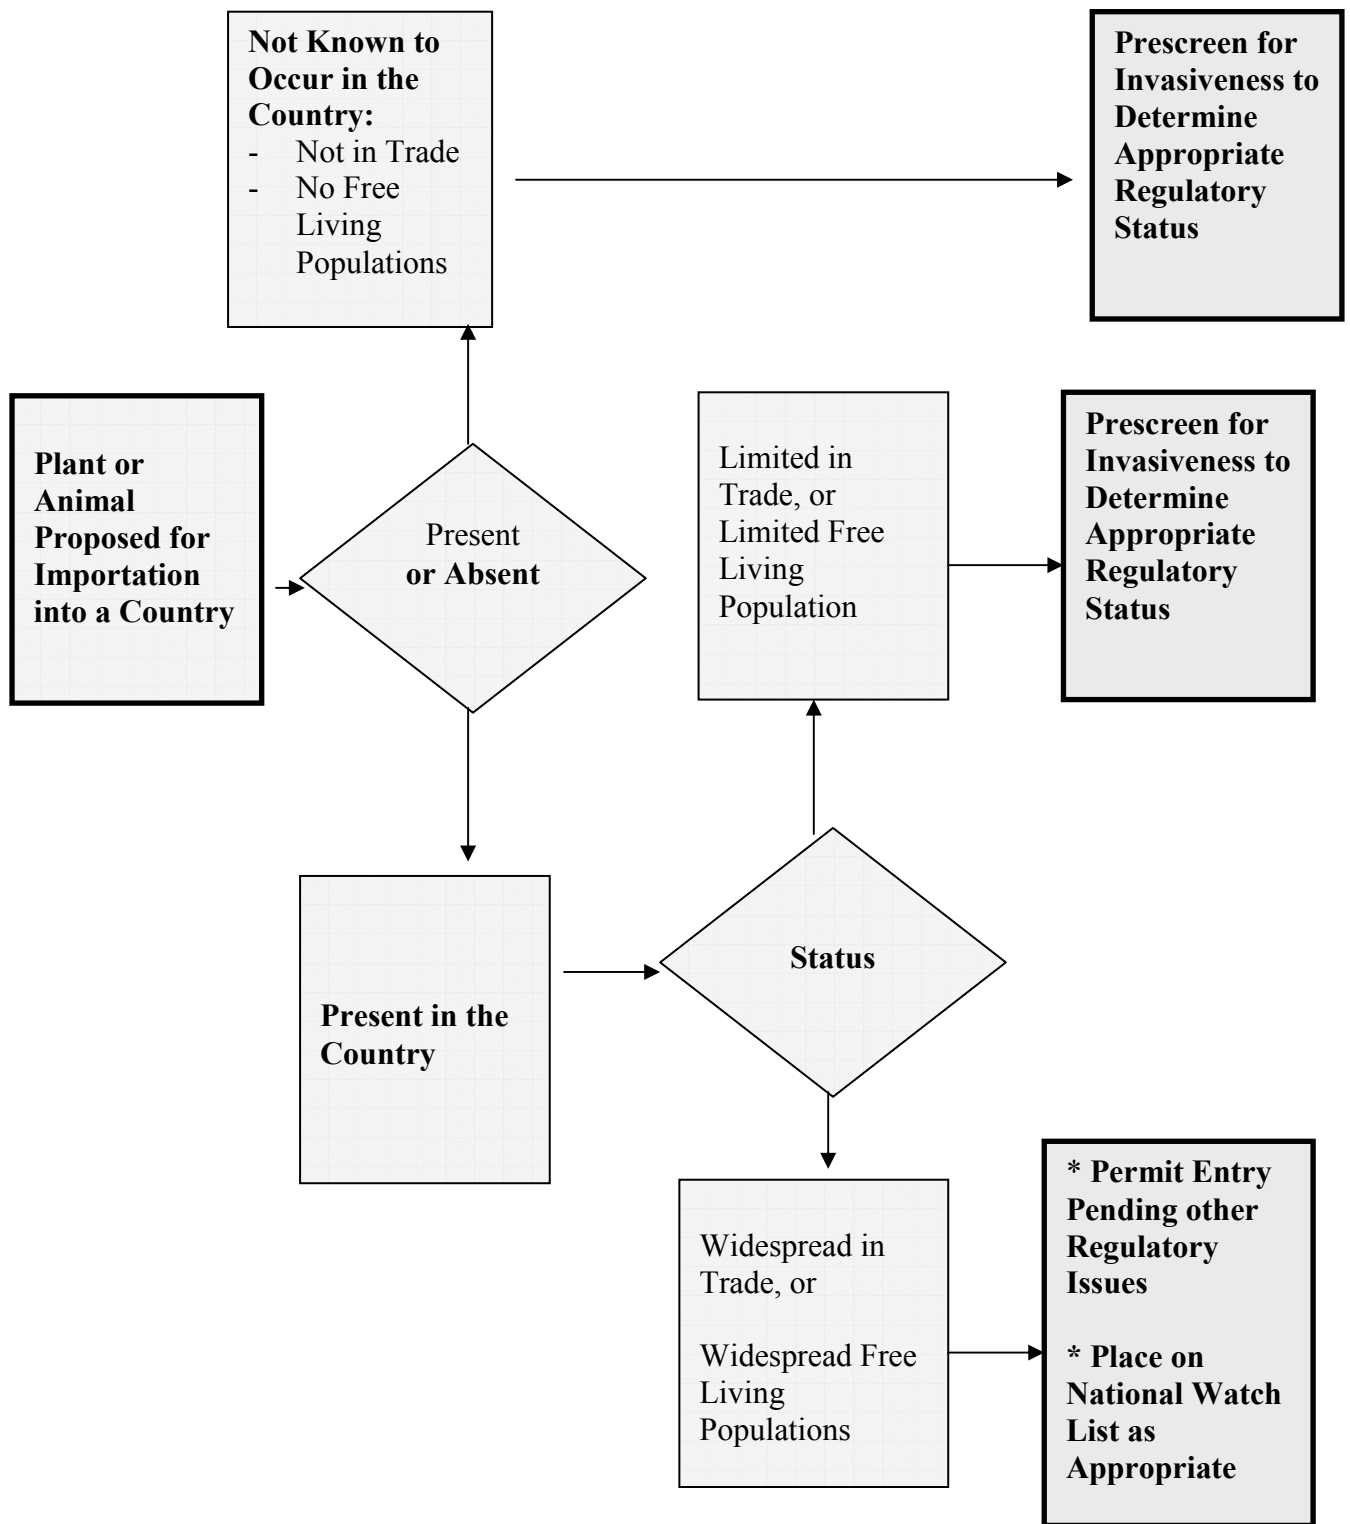 Not Known to
Occur in the
Country:
- Not in Trade
- No Free
Living
Populations
Prescreen for
Invasiveness to
Determine
Appropriate
Regulatory
Status
Plant or
Animal
Proposed for
Importation
into a Country
Present
or Absent
Limited in
Trade, or
Limited Free
Living
Population
Prescreen for
Invasiveness to
Determine
Appropriate
Regulatory
Status
Present in the
Country
Status
Widespread in
Trade, or
Widespread Free
Living
Populations
* Permit Entry
Pending other
Regulatory
Issues
* Place on
National Watch
List as
Appropriate